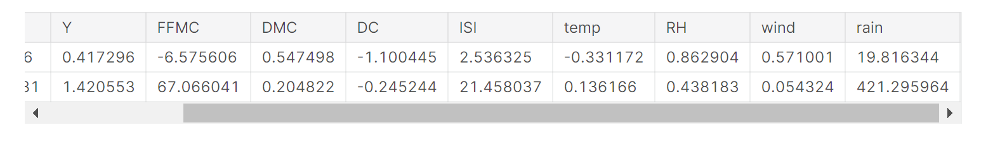 Y FFMC DMC DC ISI temp RH wind rain
6 0.417296 -6.575606 0.547498 -1.100445 2.536325 -0.331172 0.862904 0.571001 19.816344
31 1.420553 67.066041 0.204822 -0.245244 21.458037 0.136166 0.438183 0.054324 421.295964